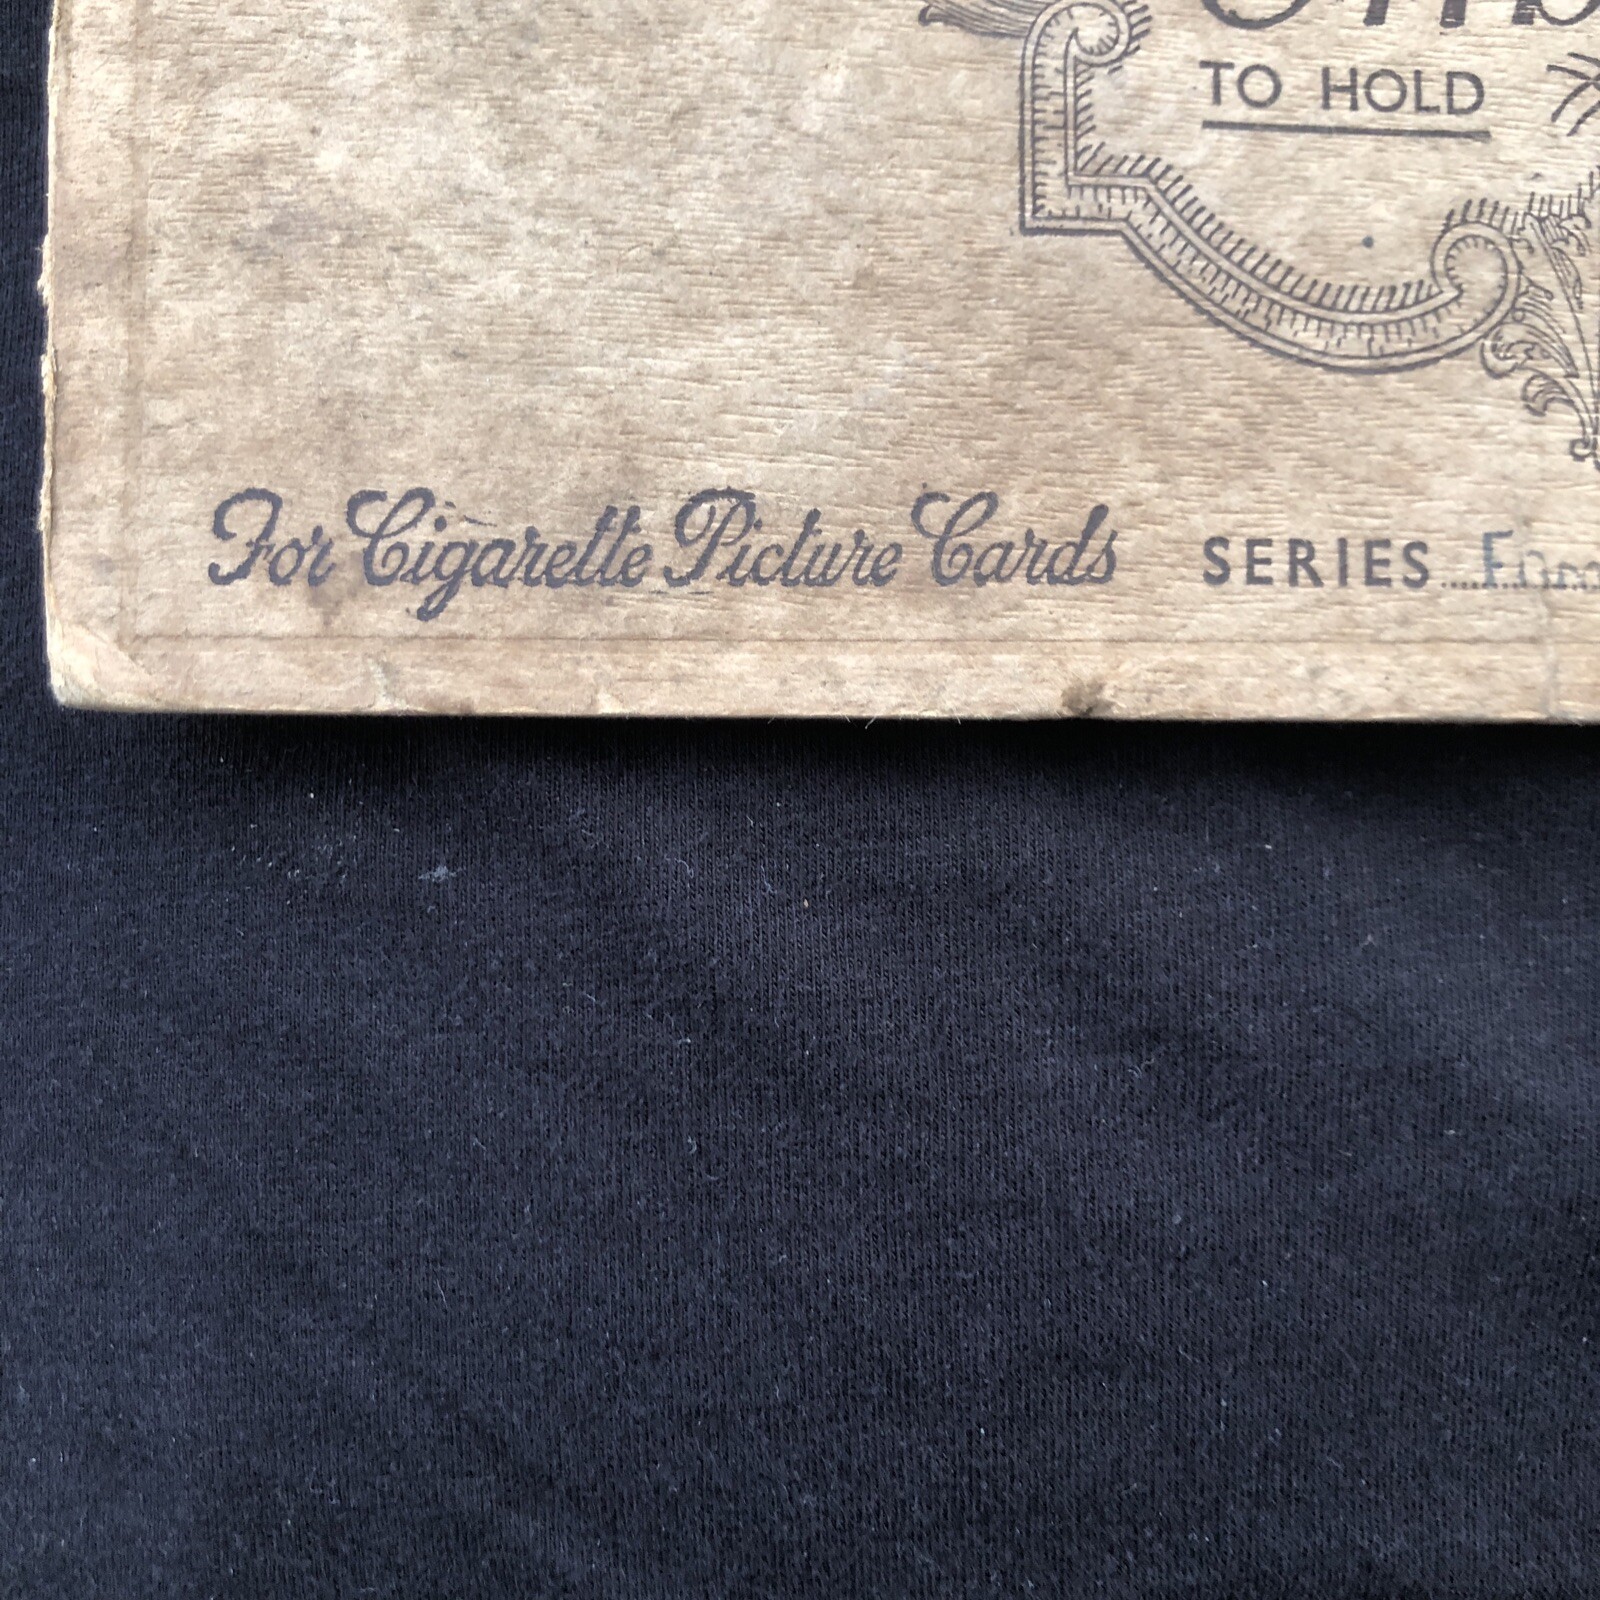 TO HOLD
For Cigarette Picture Cards SERIES